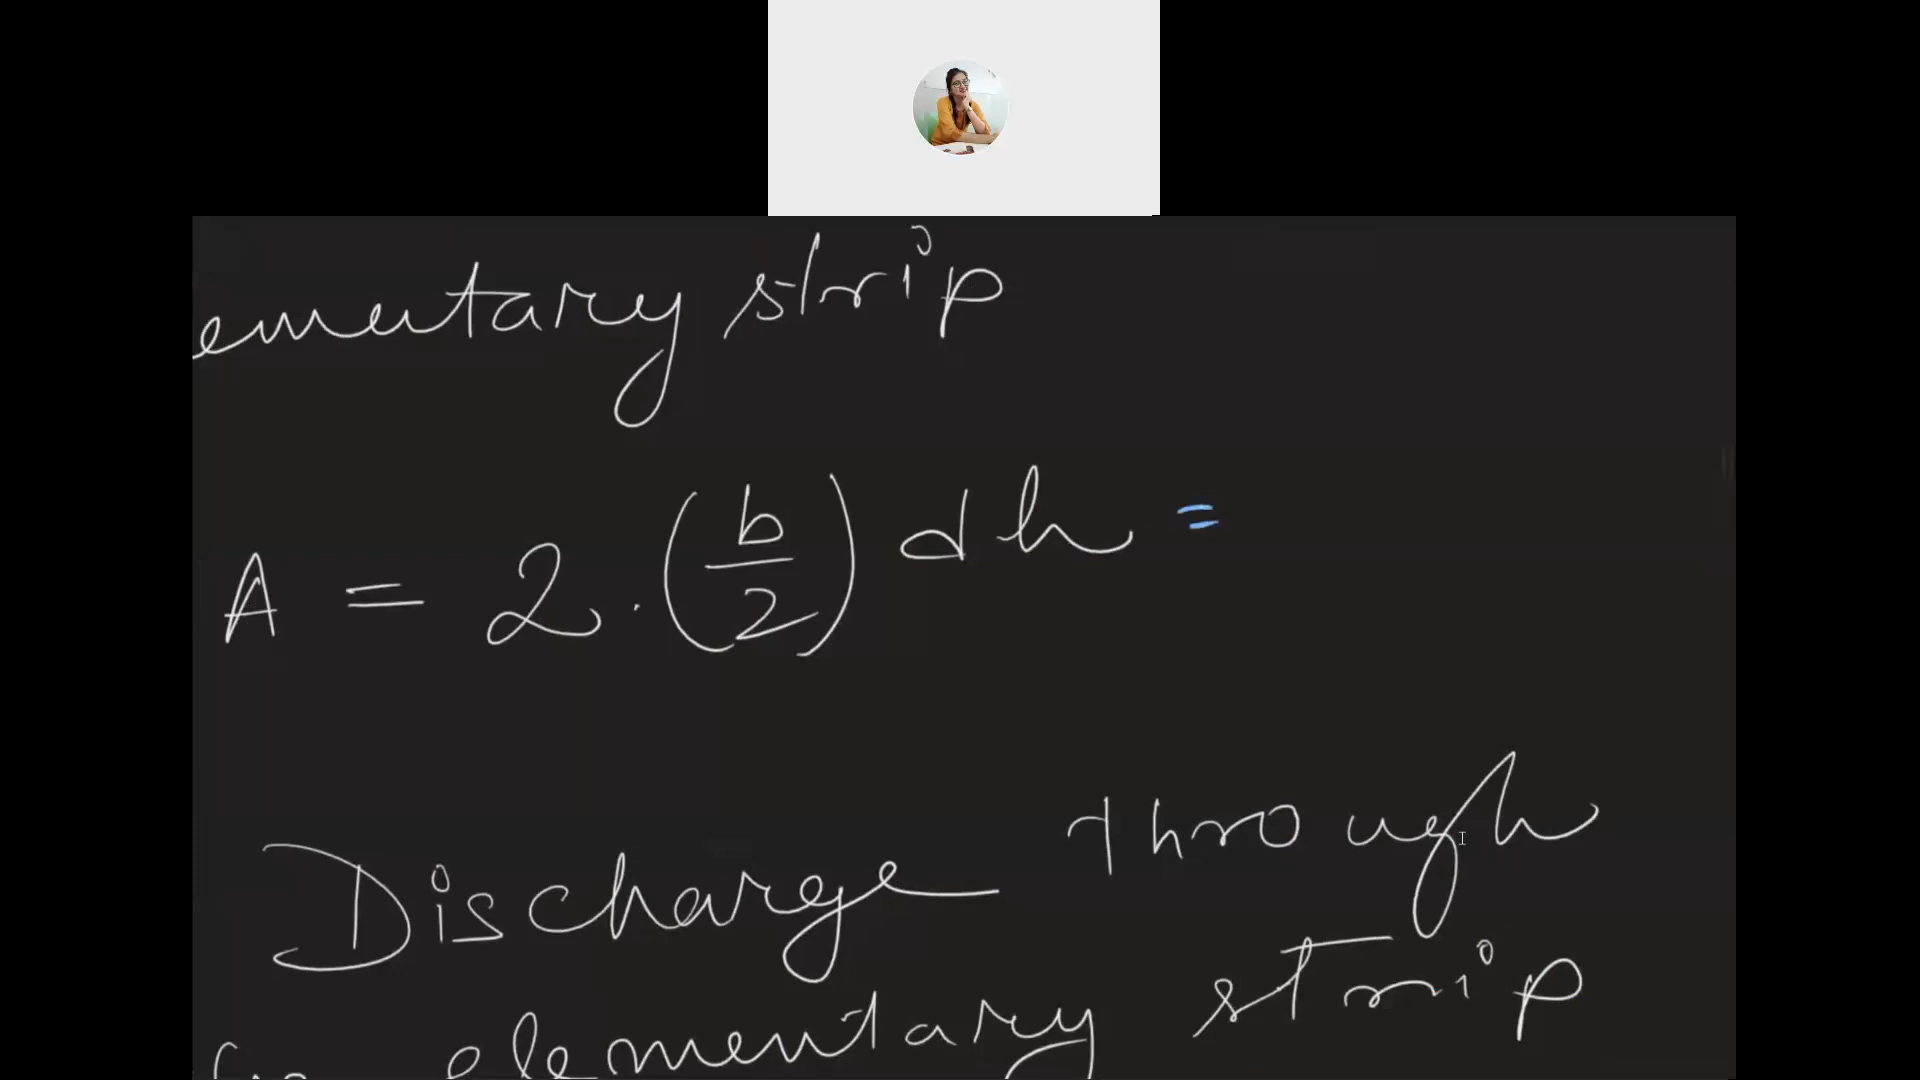 ementary strip
A = 2 . (b/2) dh =
Discharge through
elementary strip